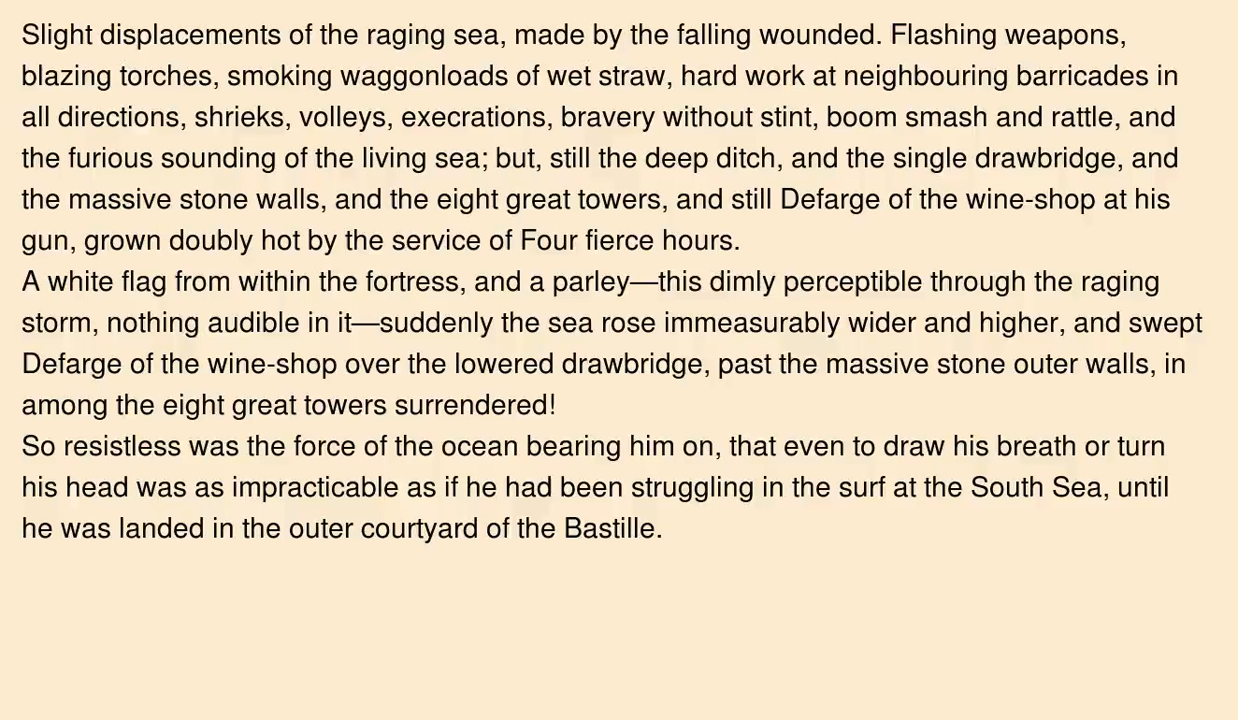 Slight displacements of the raging sea, made by the falling wounded. Flashing weapons,
blazing torches, smoking waggonloads of wet straw, hard work at neighbouring barricades in
all directions, shrieks, volleys, execrations, bravery without stint, boom smash and rattle, and
the furious sounding of the living sea; but, still the deep ditch, and the single drawbridge, and
the massive stone walls, and the eight great towers, and still Defarge of the wine-shop at his
gun, grown doubly hot by the service of Four fierce hours.
A white flag from within the fortress, and a parley—this dimly perceptible through the raging
storm, nothing audible in it—suddenly the sea rose immeasurably wider and higher, and swept
Defarge of the wine-shop over the lowered drawbridge, past the massive stone outer walls, in
among the eight great towers surrendered!
So resistless was the force of the ocean bearing him on, that even to draw his breath or turn
his head was as impracticable as if he had been struggling in the surf at the South Sea, until
he was landed in the outer courtyard of the Bastille.